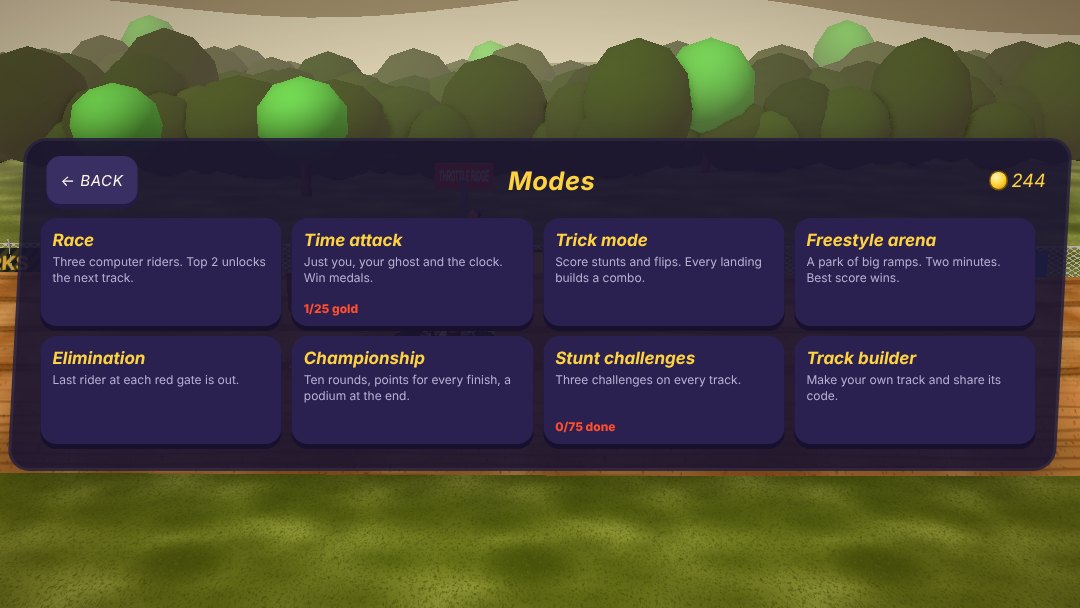 ← BACK
Modes
244
THROTTLE RIDGE
Race
Three computer riders. Top 2 unlocks
the next track.
Time attack
Just you, your ghost and the clock.
Win medals.
1/25 gold
Trick mode
Score stunts and flips. Every landing
builds a combo.
Freestyle arena
A park of big ramps. Two minutes.
Best score wins.
Elimination
Last rider at each red gate is out.
Championship
Ten rounds, points for every finish, a
podium at the end.
Stunt challenges
Three challenges on every track.
0/75 done
Track builder
Make your own track and share its
code.